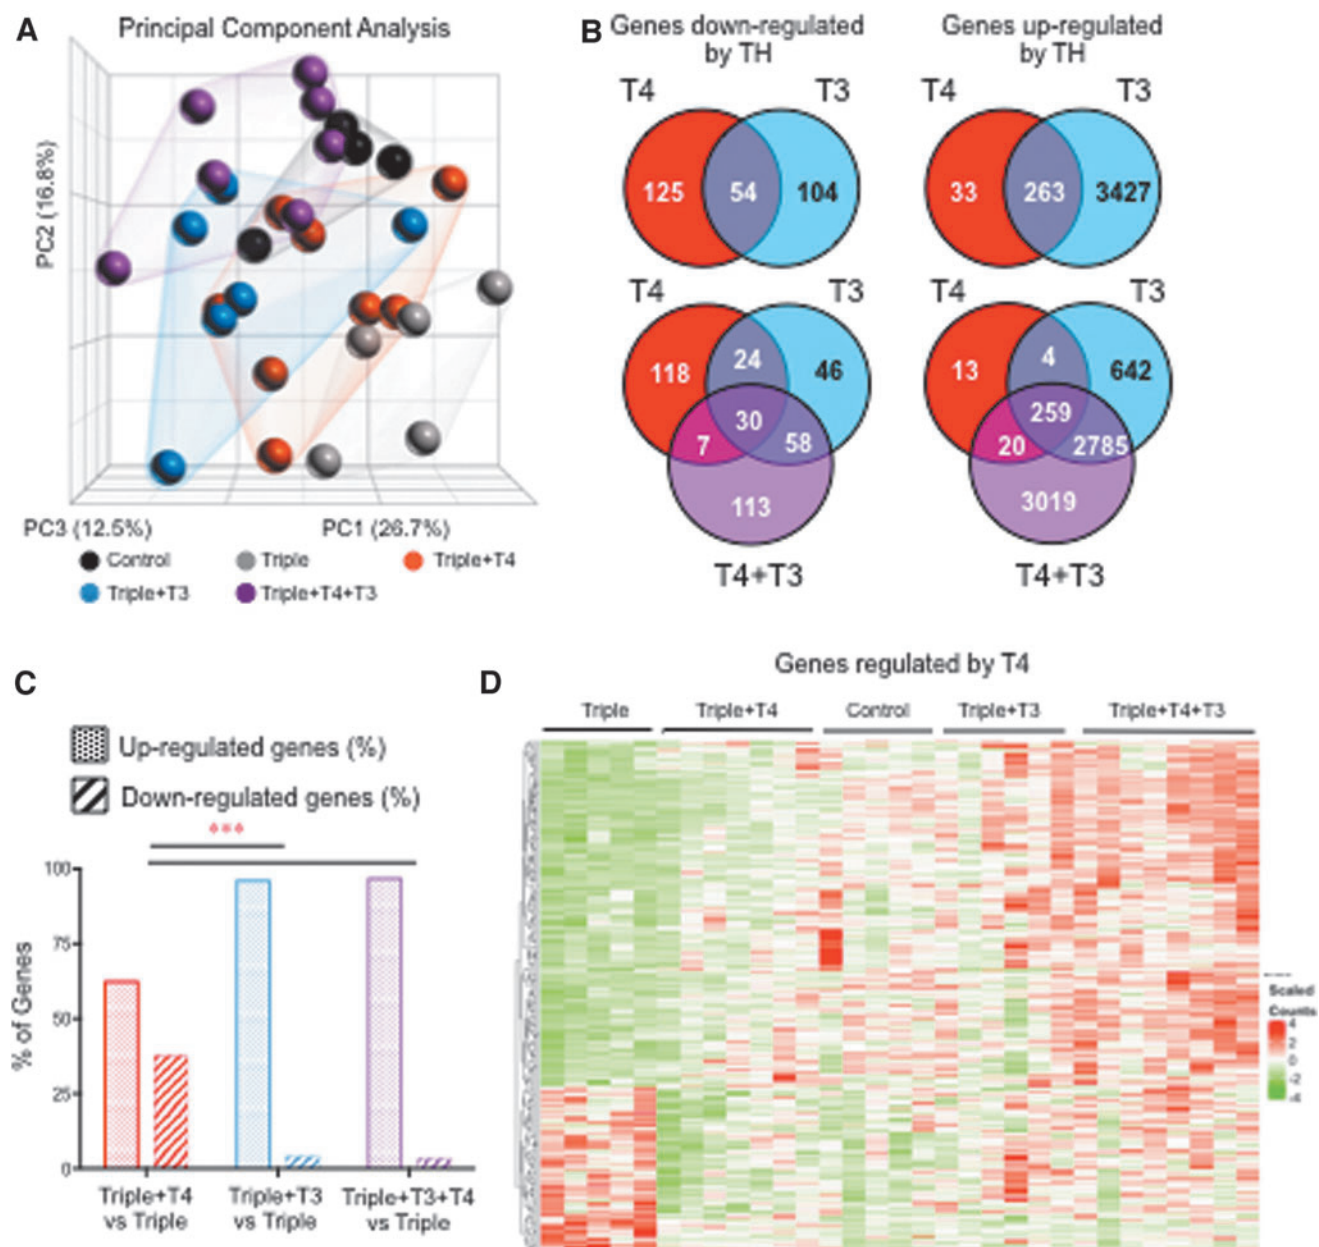 A
Principal Component Analysis
PC2 (16.8%)
PC3 (12.5%)
PC1 (26.7%)
Control
Triple
Triple+T4
Triple+T3
Triple+T4+T3
B
Genes down-regulated
by TH
T4
T3
125
54
104
T4
T3
118
24
46
30
7
58
113
T4+T3
Genes up-regulated
by TH
T4
T3
33
263
3427
T4
T3
13
4
642
259
20
2785
3019
T4+T3
C
Up-regulated genes (%)
Down-regulated genes (%)
***
% of Genes
100
75
50
25
0
Triple+T4
vs Triple
Triple+T3
vs Triple
Triple+T3+T4
vs Triple
D
Genes regulated by T4
Triple
Triple+T4
Control
Triple+T3
Triple+T4+T3
Scaled
Counts
4
2
0
-2
-4